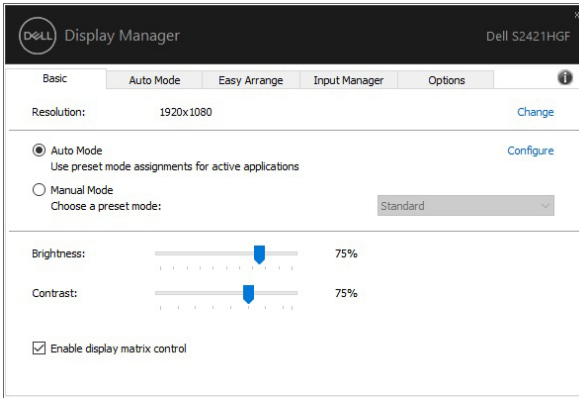 DELL Display Manager Dell S2421HGF
Basic Auto Mode Easy Arrange Input Manager Options i
Resolution: 1920x1080 Change
Auto Mode Configure
Use preset mode assignments for active applications
Manual Mode
Choose a preset mode: Standard
Brightness: 75%
Contrast: 75%
Enable display matrix control